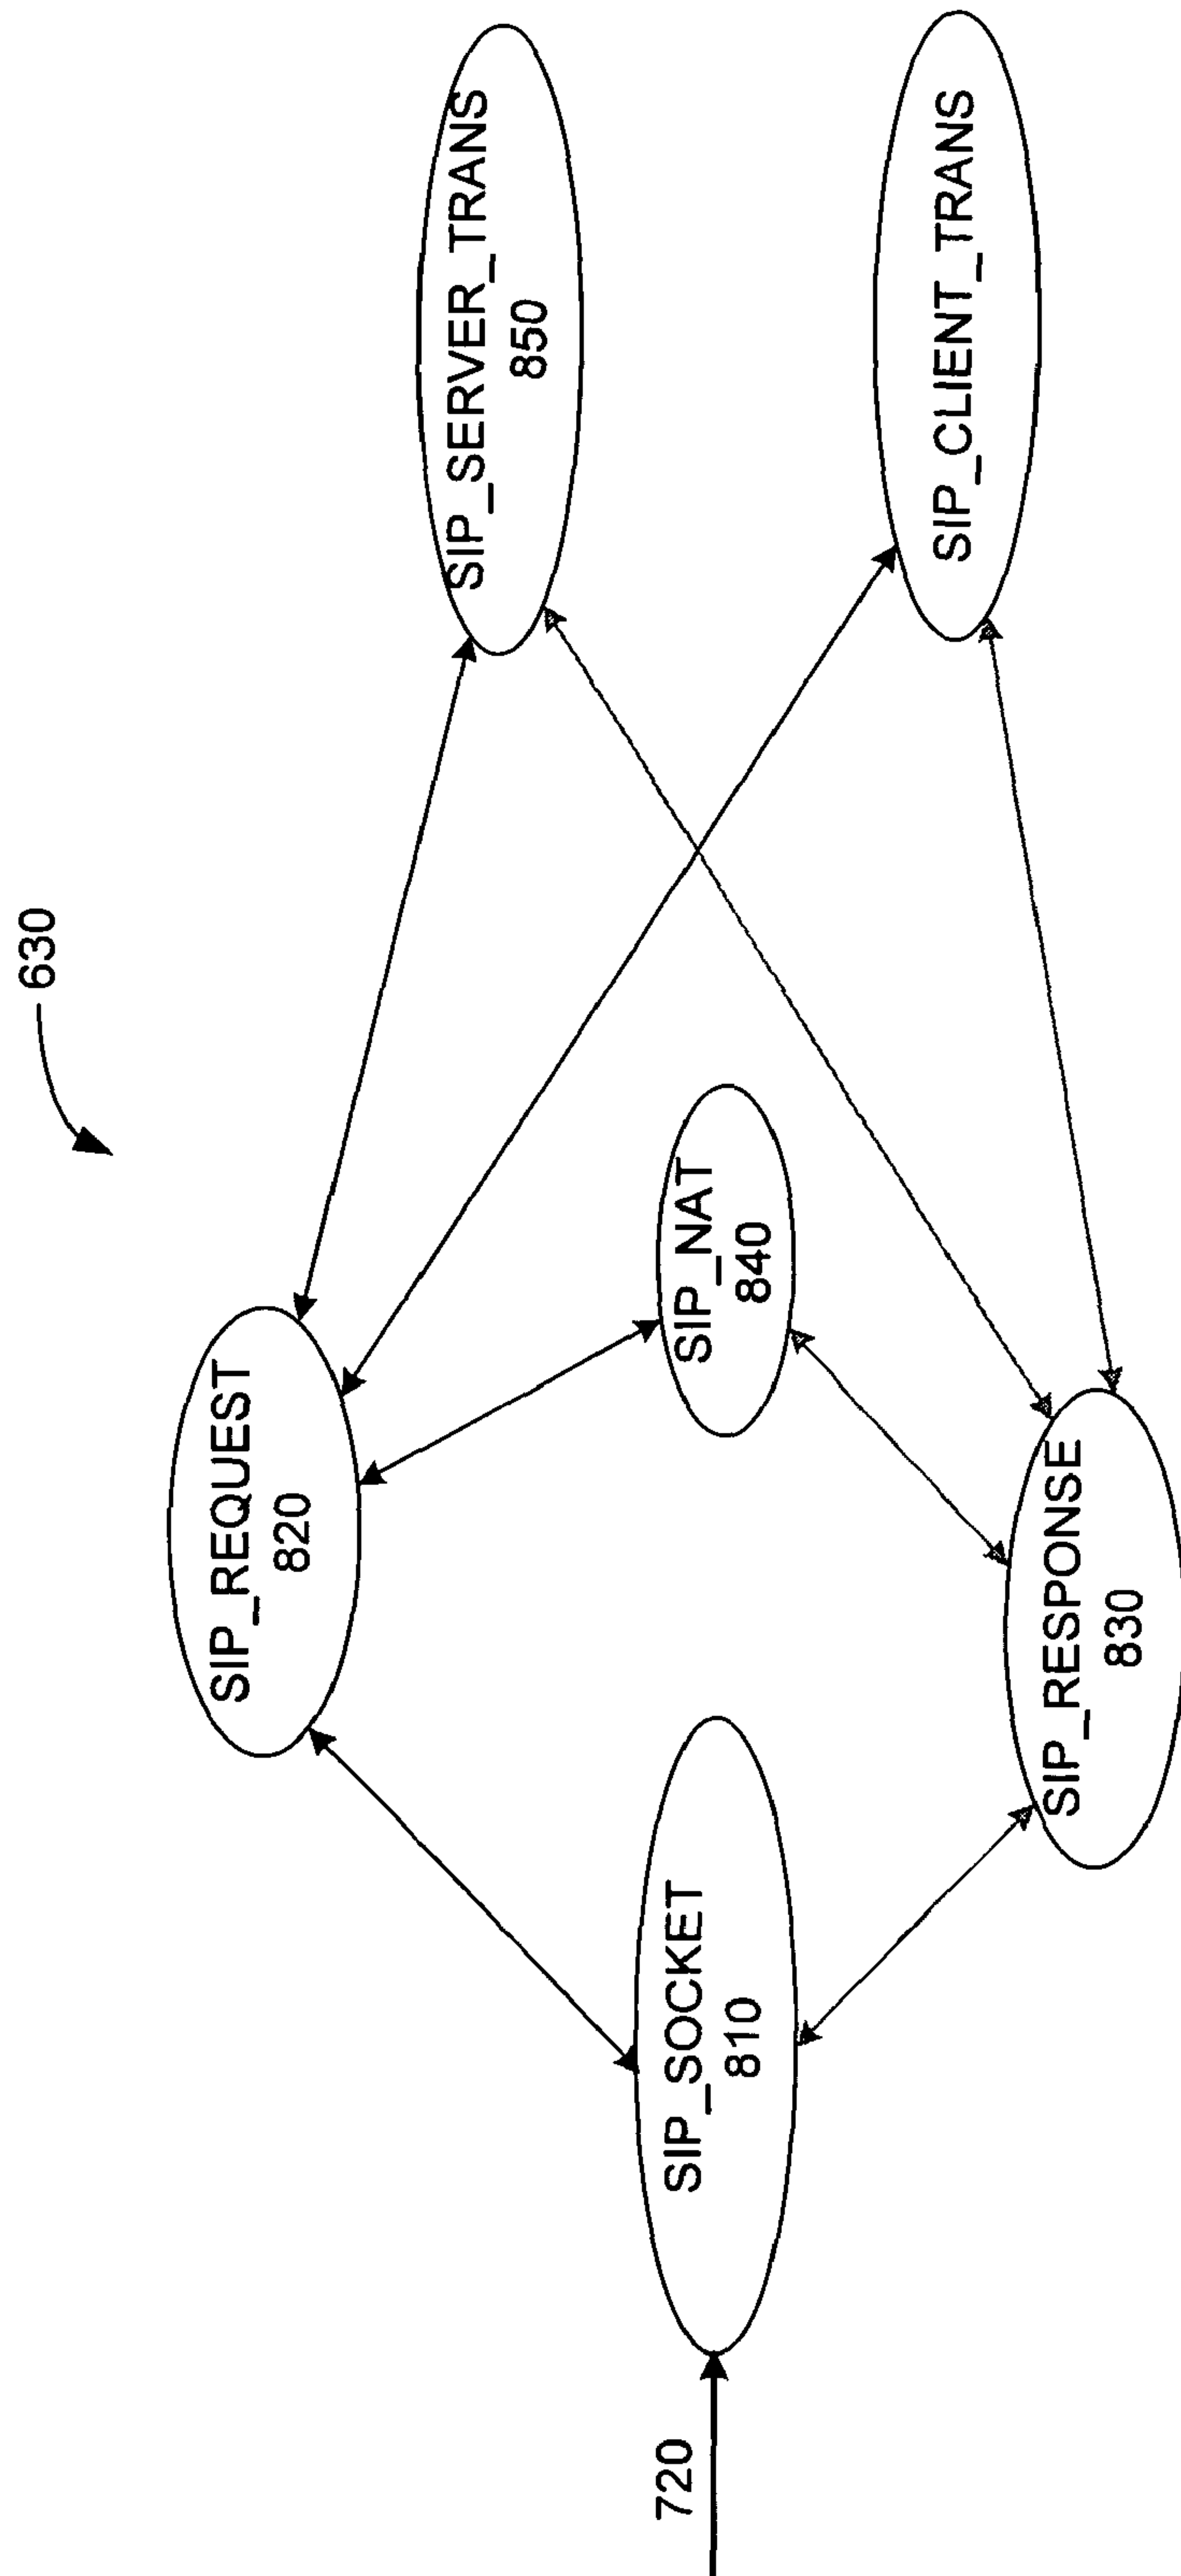 630
SIP_REQUEST
820
SIP_SERVER_TRANS
850
720
SIP_SOCKET
810
SIP_NAT
840
SIP_RESPONSE
830
SIP_CLIENT_TRANS